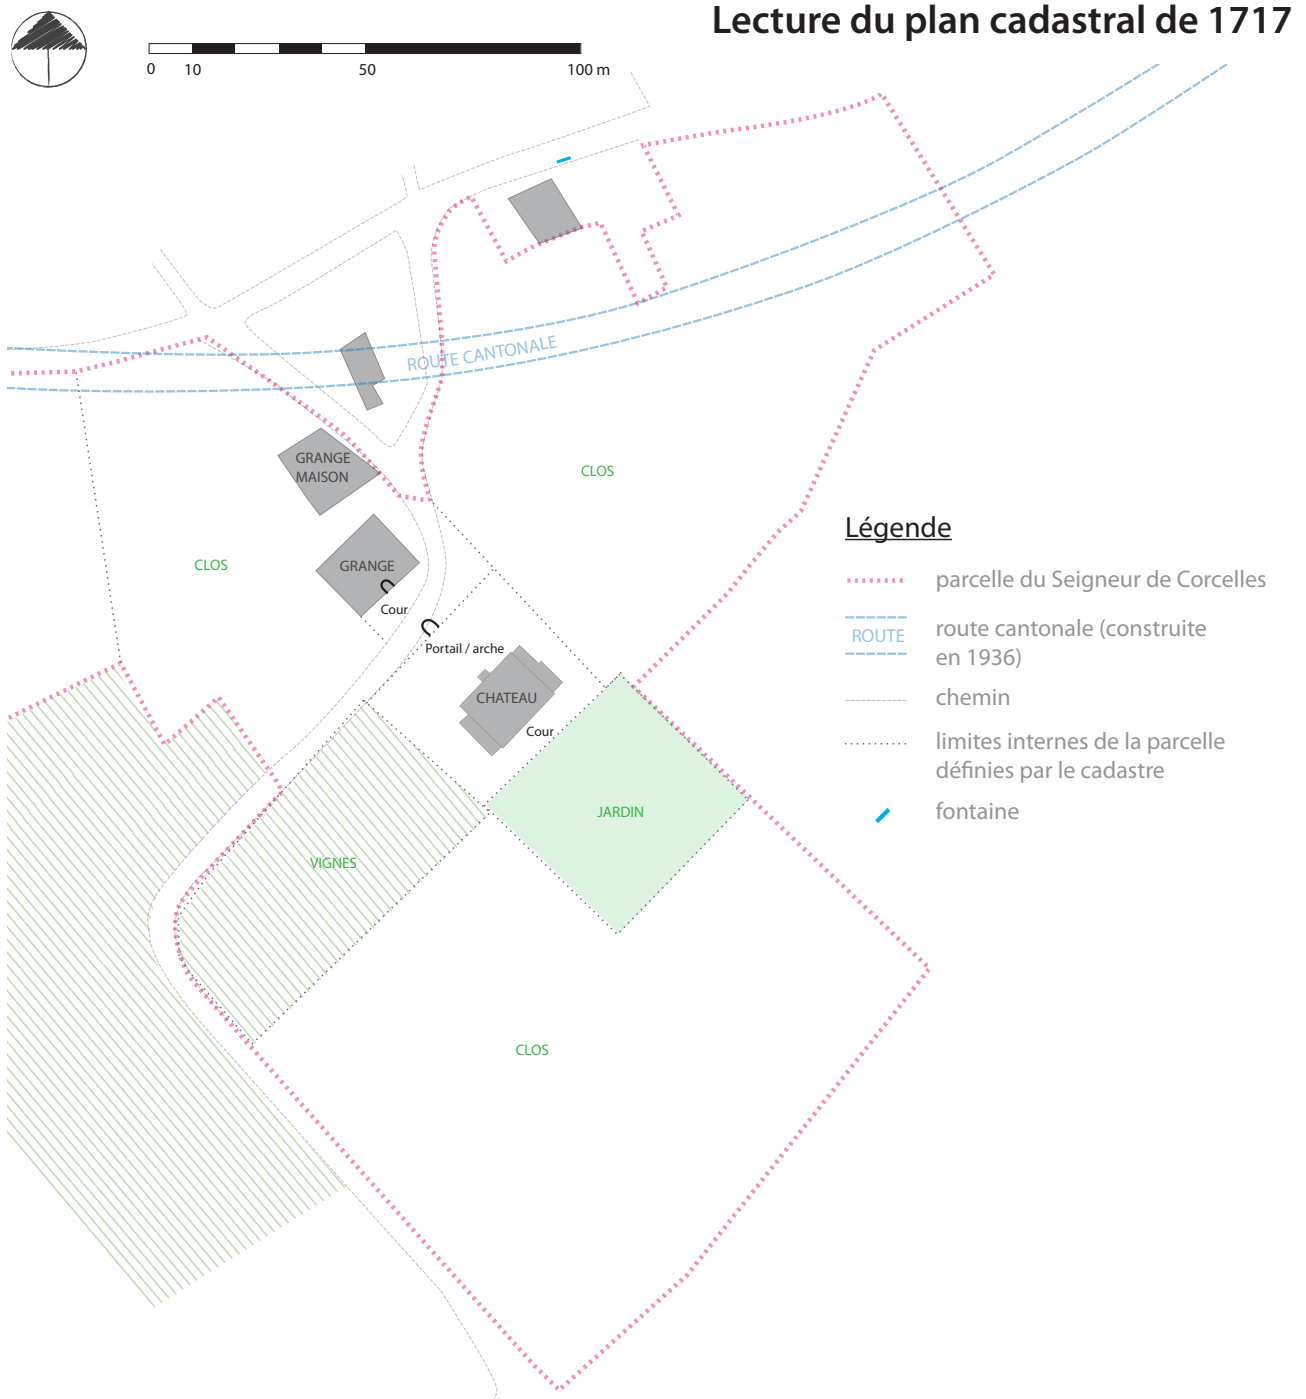 Lecture du plan cadastral de 1717
0 10 50 100 m
ROUTE CANTONALE
GRANGE
MAISON
CLOS
CLOS
GRANGE
Cour
Portail / arche
CHATEAU
Cour
JARDIN
VIGNES
CLOS
Légende
parcelle du Seigneur de Corcelles
ROUTE
route cantonale (construite
en 1936)
chemin
limites internes de la parcelle
définies par le cadastre
fontaine